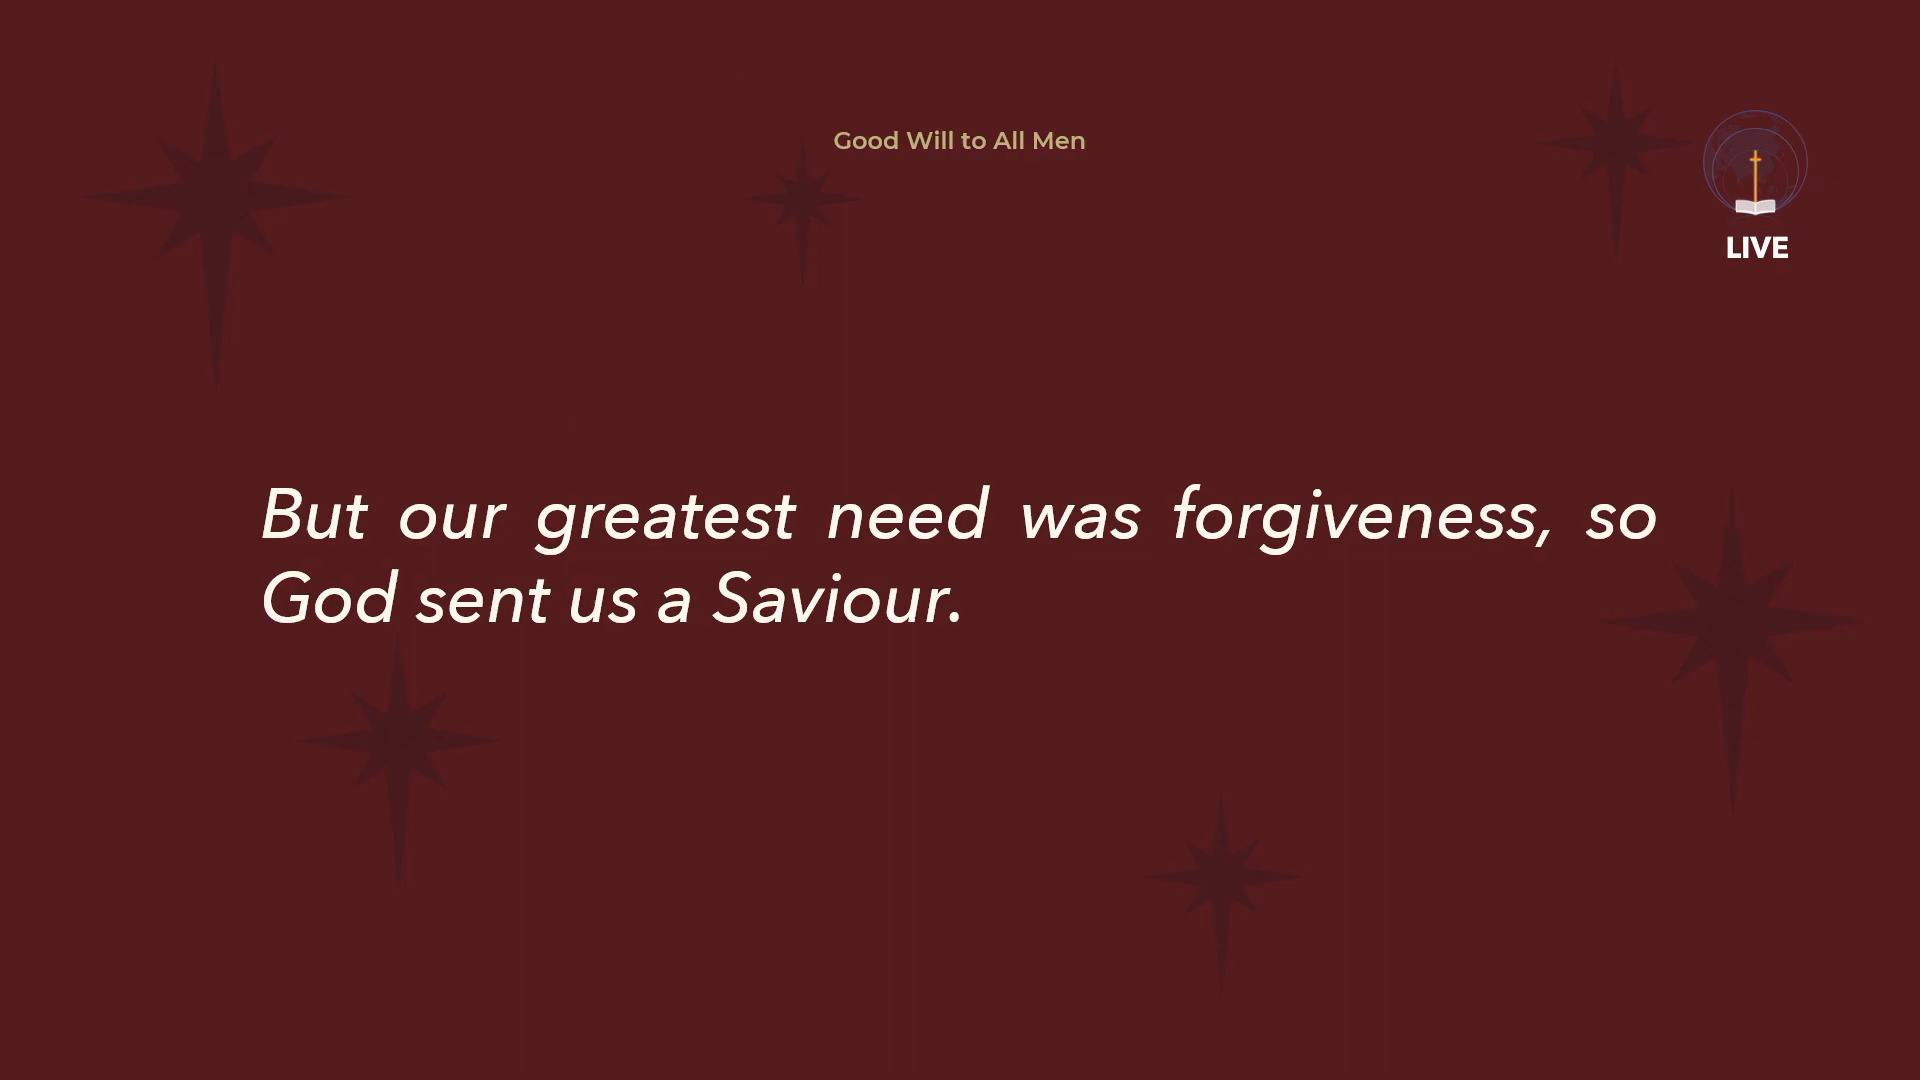 Good Will to All Men
LIVE
But our greatest need was forgiveness, so
God sent us a Saviour.